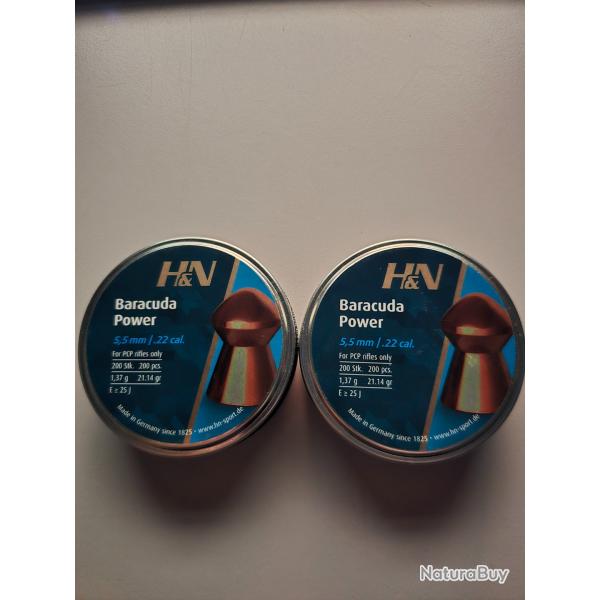 H&N
Baracuda
Power
5,5 mm / .22 cal.
For PCP rifles only
200 Stk. 200 pcs.
1,37 g 21.14 gr
E ≥ 25 J
Made in Germany since 1825 • www.hn-sport.de
H&N
Baracuda
Power
5,5 mm / .22 cal.
For PCP rifles only
200 Stk. 200 pcs.
1,37 g 21.14 gr
E ≥ 25 J
Made in Germany since 1825 • www.hn-sport.de
NaturaBuy